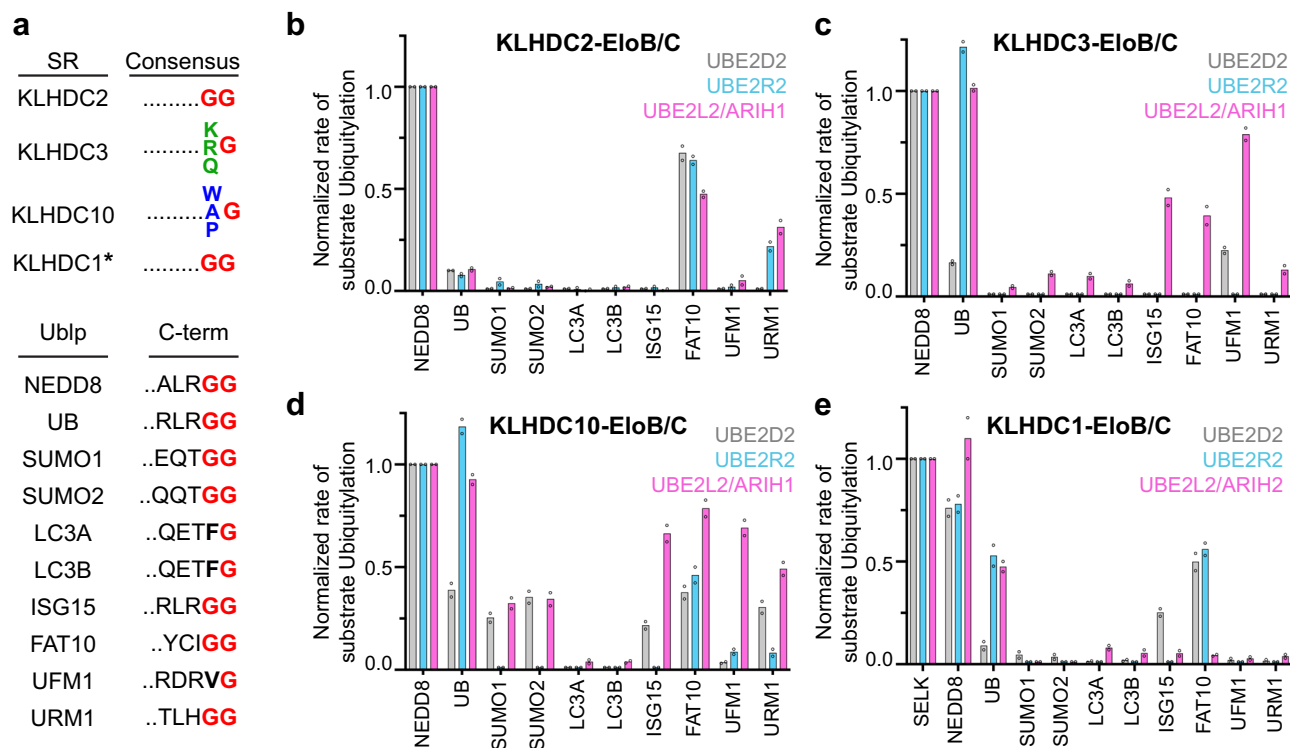 a
SR Consensus
KLHDC2 .........GG
KLHDC3 .........
K
R
Q
G
KLHDC10 .........
W
A
P
G
KLHDC1* .........GG
Ublp C-term
NEDD8 ..ALRGG
UB ..RLRGG
SUMO1 ..EQTGG
SUMO2 ..QQTGG
LC3A ..QETFG
LC3B ..QETFG
ISG15 ..RLRGG
FAT10 ..YCIGG
UFM1 ..RDRVG
URM1 ..TLHGG
b
KLHDC2-EloB/C
UBE2D2
UBE2R2
UBE2L2/ARIH1
Normalized rate of
substrate Ubiquitylation
1.0
0.5
0.0
NEDD8
UB
SUMO1
SUMO2
LC3A
LC3B
ISG15
FAT10
UFM1
URM1
c
KLHDC3-EloB/C
UBE2D2
UBE2R2
UBE2L2/ARIH1
Normalized rate of
substrate Ubiquitylation
1.0
0.5
0.0
NEDD8
UB
SUMO1
SUMO2
LC3A
LC3B
ISG15
FAT10
UFM1
URM1
d
KLHDC10-EloB/C
UBE2D2
UBE2R2
UBE2L2/ARIH1
Normalized rate of
substrate Ubiquitylation
1.0
0.5
0.0
NEDD8
UB
SUMO1
SUMO2
LC3A
LC3B
ISG15
FAT10
UFM1
URM1
e
KLHDC1-EloB/C
UBE2D2
UBE2R2
UBE2L2/ARIH2
Normalized rate of
substrate Ubiquitylation
1.0
0.5
0.0
SELK
NEDD8
UB
SUMO1
SUMO2
LC3A
LC3B
ISG15
FAT10
UFM1
URM1